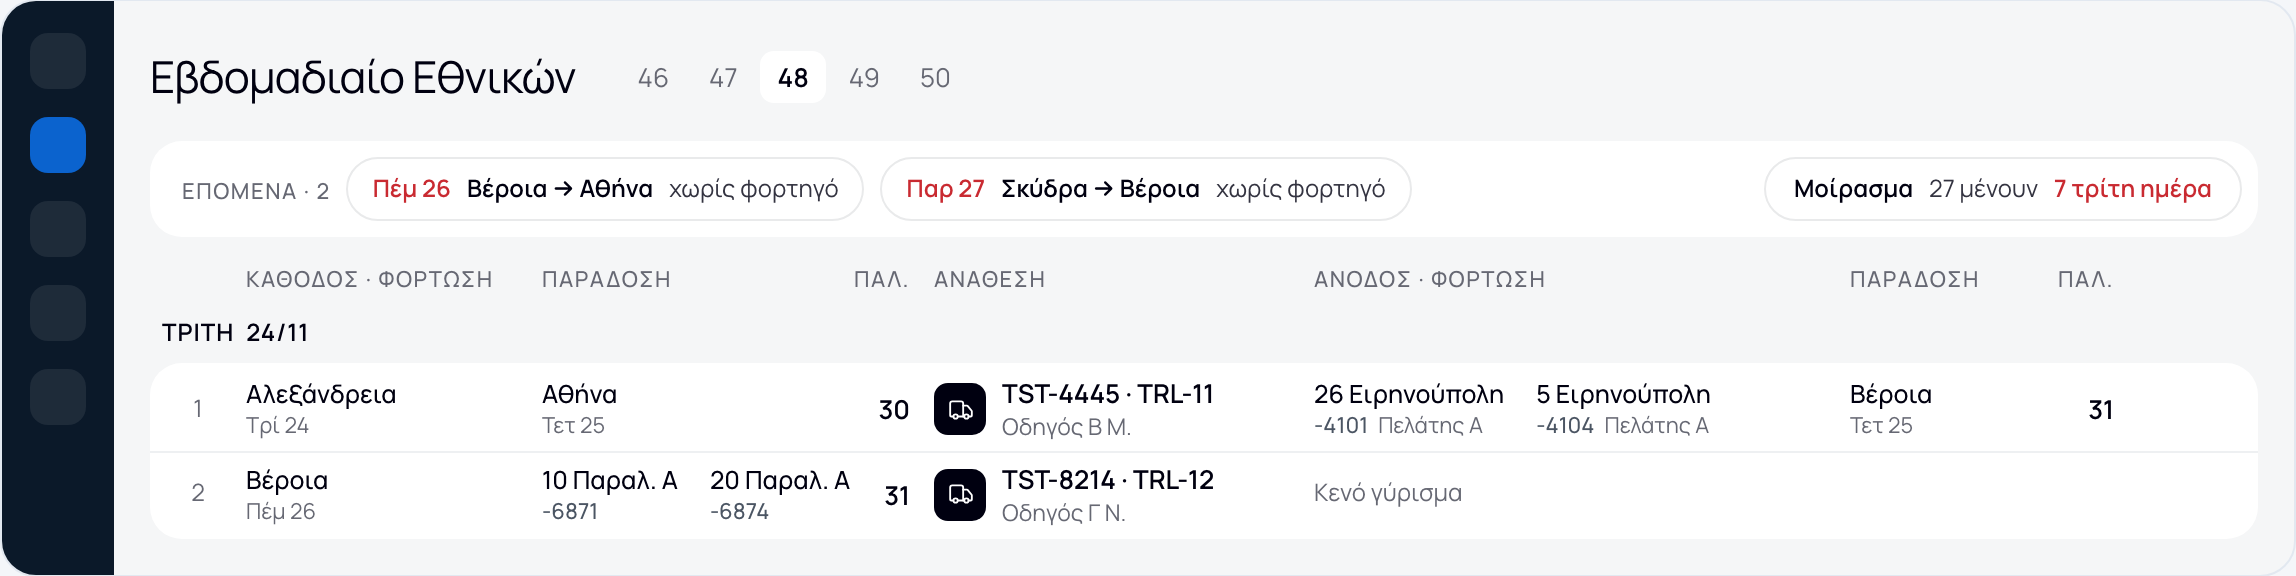 Εβδομαδιαίο Εθνικών 46 47 48 49 50
ΕΠΟΜΕΝΑ · 2 Πέμ 26 Βέροια → Αθήνα χωρίς φορτηγό Παρ 27 Σκύδρα → Βέροια χωρίς φορτηγό Μοίρασμα 27 μένουν 7 τρίτη ημέρα
ΚΑΘΟΔΟΣ · ΦΟΡΤΩΣΗ ΠΑΡΑΔΟΣΗ ΠΑΛ. ΑΝΑΘΕΣΗ ΑΝΟΔΟΣ · ΦΟΡΤΩΣΗ ΠΑΡΑΔΟΣΗ ΠΑΛ.
ΤΡΙΤΗ 24/11
1 Αλεξάνδρεια Αθήνα 30 TST-4445 · TRL-11 26 Ειρηνούπολη 5 Ειρηνούπολη Βέροια 31
Τρί 24 Τετ 25 Οδηγός Β Μ. -4101 Πελάτης Α -4104 Πελάτης Α Τετ 25
2 Βέροια 10 Παραλ. Α 20 Παραλ. Α 31 TST-8214 · TRL-12 Κενό γύρισμα
Πέμ 26 -6871 -6874 Οδηγός Γ Ν.